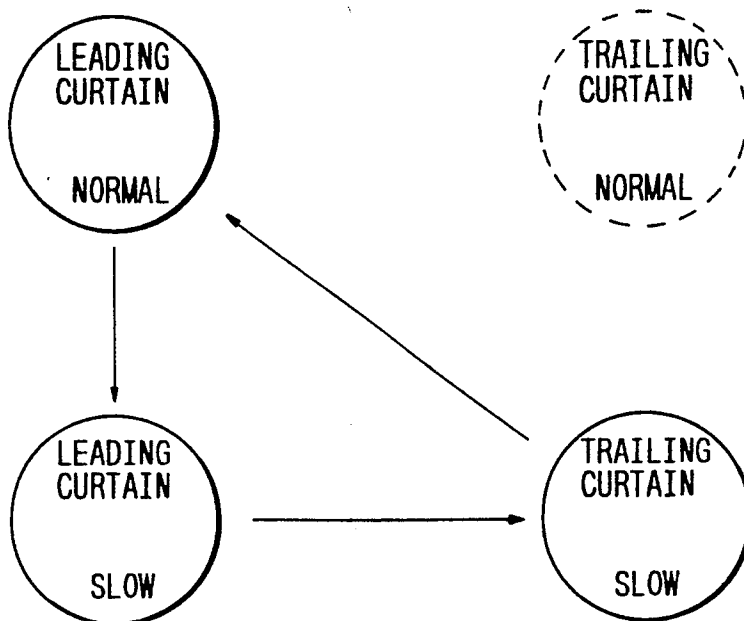 LEADING
CURTAIN
NORMAL
TRAILING
CURTAIN
NORMAL
LEADING
CURTAIN
SLOW
TRAILING
CURTAIN
SLOW